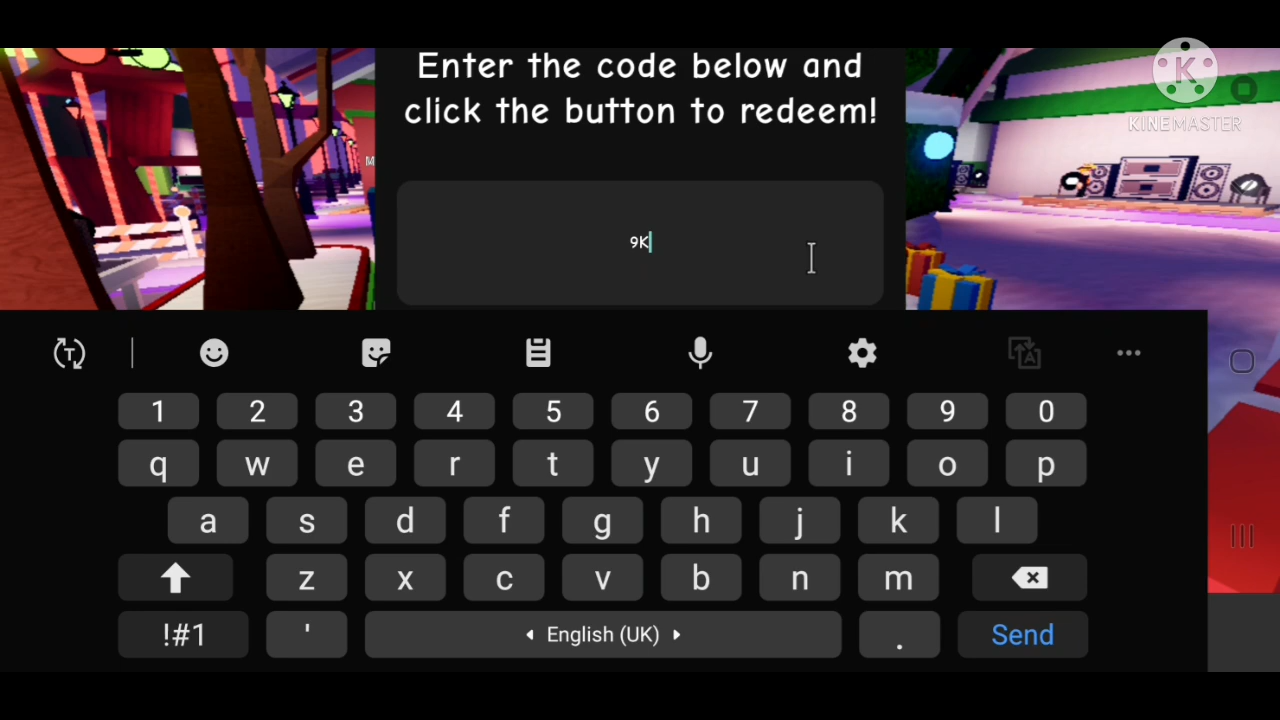 Enter the code below and
click the button to redeem!
K
KINEMASTER
M
9K
T
1 2 3 4 5 6 7 8 9 0
q w e r t y u i o p
a s d f g h j k l
z x c v b n m
!#1 ' English (UK) . Send